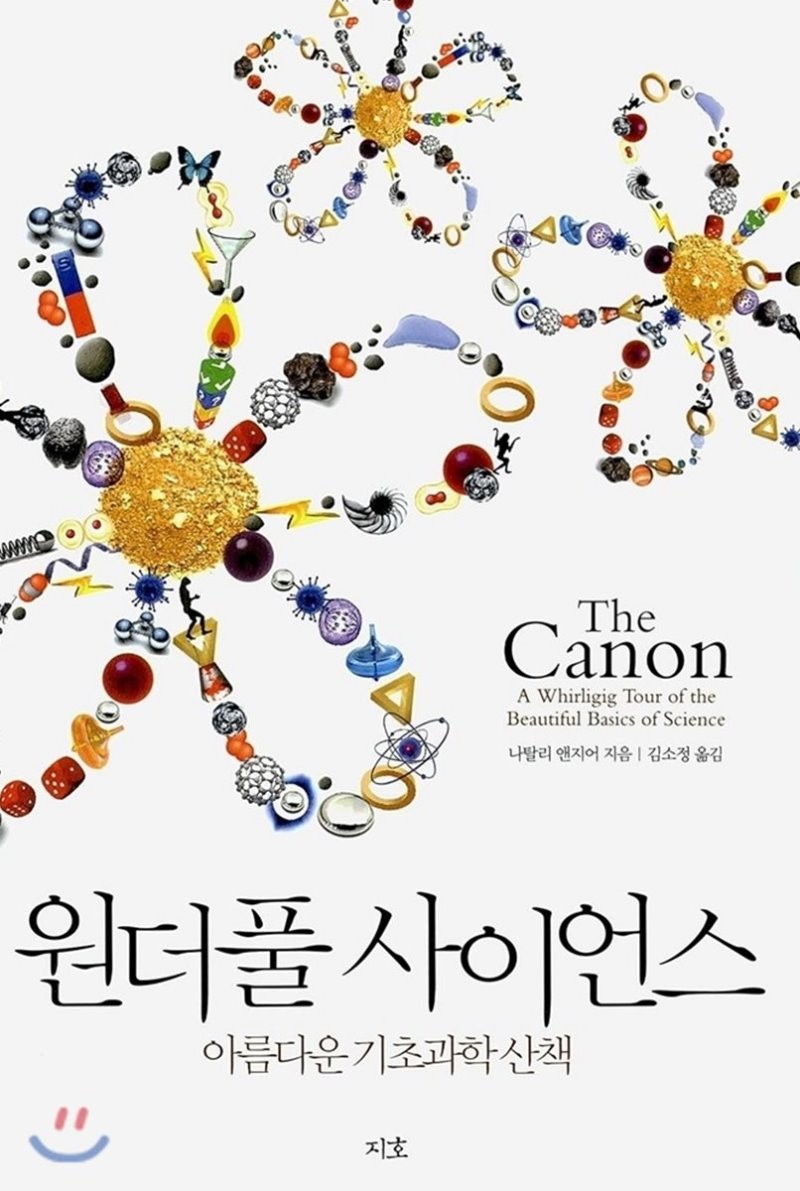 The
Canon
A Whirligig Tour of the
Beautiful Basics of Science
나탈리 앤지어 지음 | 김소정 옮김
원더풀 사이언스
아름다운 기초과학 산책
지호